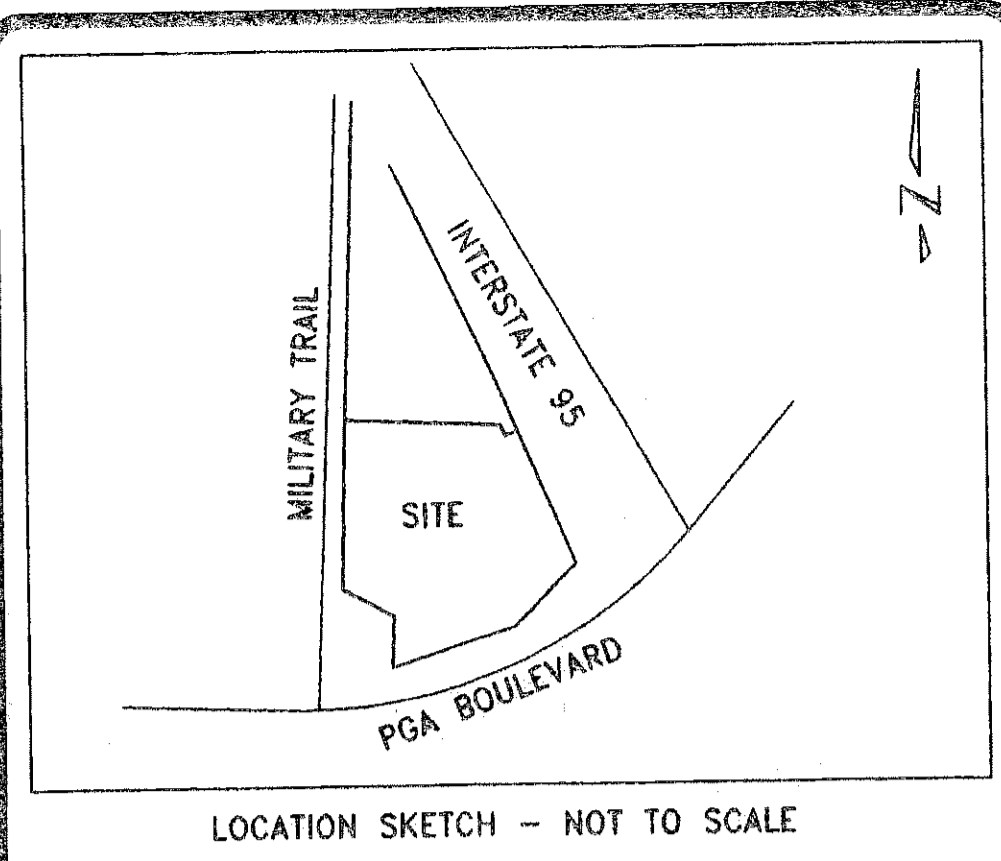 N
INTERSTATE 95
MILITARY TRAIL
SITE
PGA BOULEVARD
LOCATION SKETCH - NOT TO SCALE